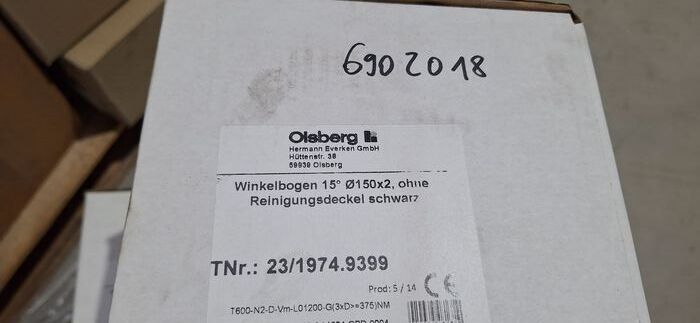 6902018
Olsberg
Hermann Everken GmbH
Hüttenstr. 38
59939 Olsberg
Winkelbogen 15° Ø150x2, ohne
Reinigungsdeckel schwarz
TNr.: 23/1974.9399
Prod: 5 / 14 CE
T600-N2-D-Vm-L01200-G(3xD>=375)NM